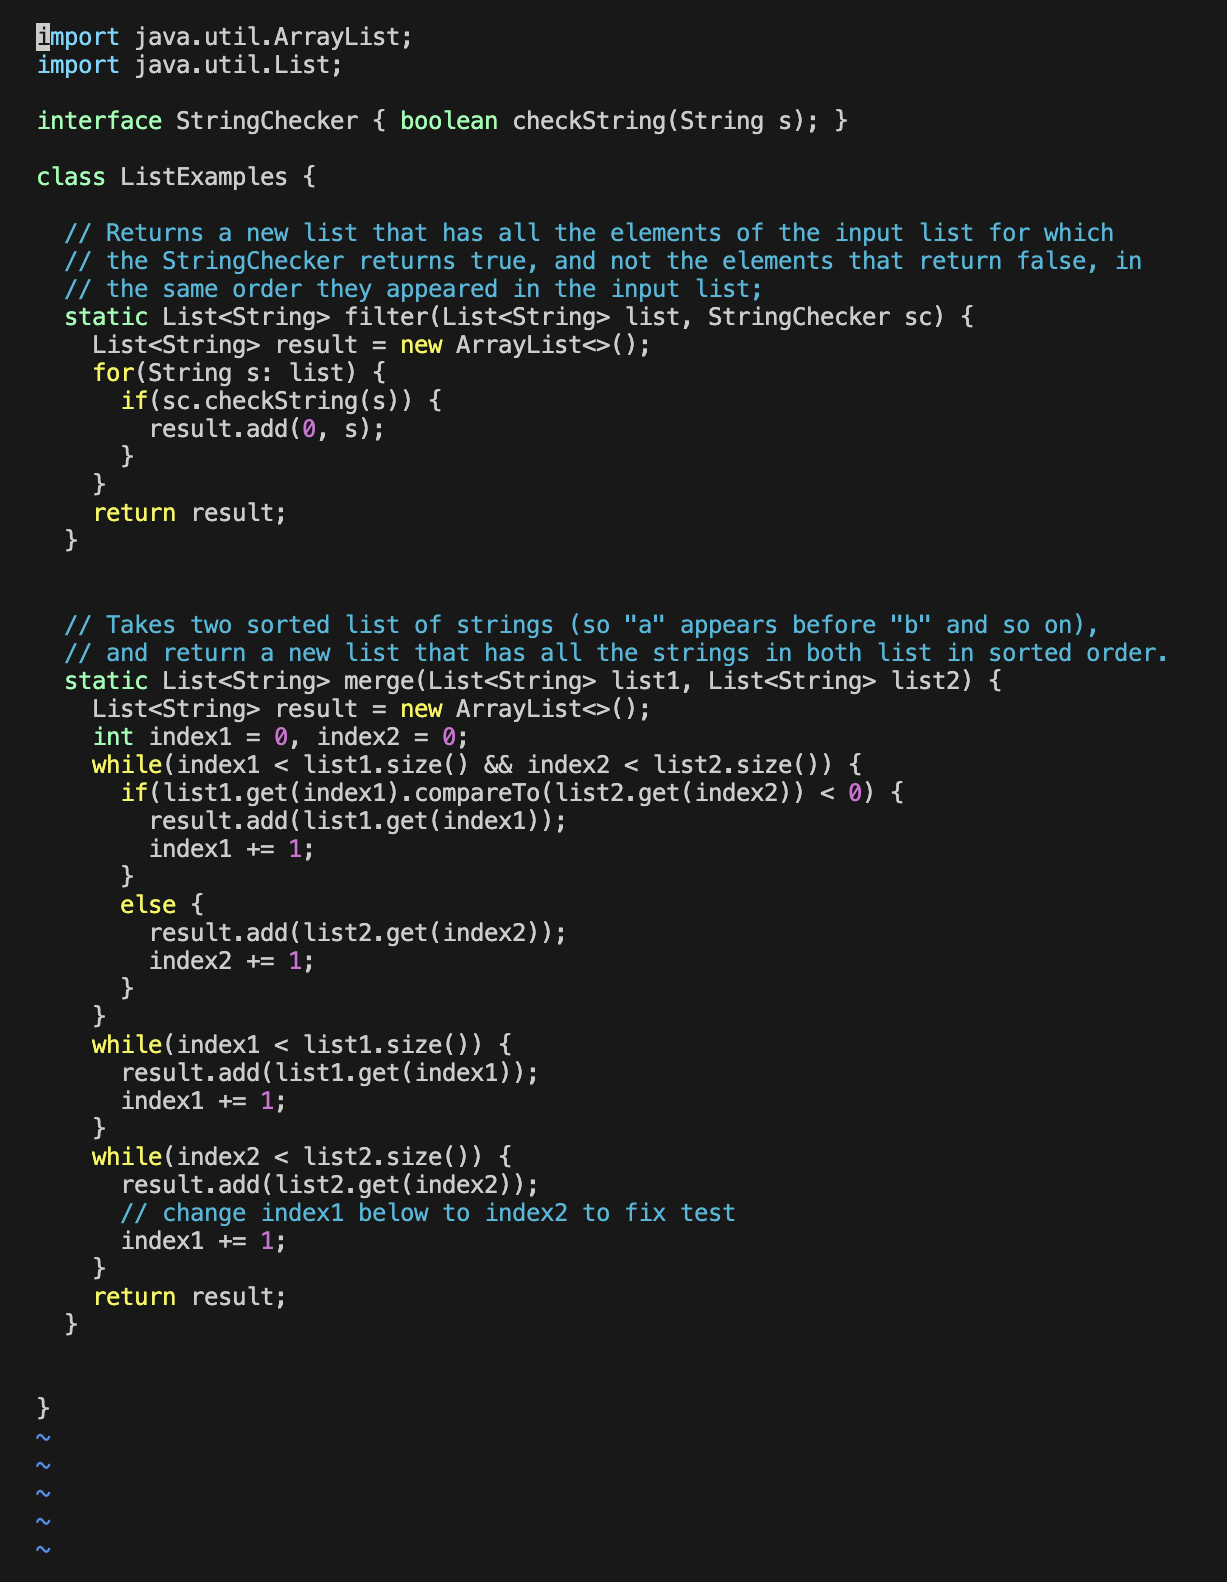 import java.util.ArrayList;
import java.util.List;

interface StringChecker { boolean checkString(String s); }

class ListExamples {

  // Returns a new list that has all the elements of the input list for which
  // the StringChecker returns true, and not the elements that return false, in
  // the same order they appeared in the input list;
  static List<String> filter(List<String> list, StringChecker sc) {
    List<String> result = new ArrayList<>();
    for(String s: list) {
      if(sc.checkString(s)) {
        result.add(0, s);
      }
    }
    return result;
  }


  // Takes two sorted list of strings (so "a" appears before "b" and so on),
  // and return a new list that has all the strings in both list in sorted order.
  static List<String> merge(List<String> list1, List<String> list2) {
    List<String> result = new ArrayList<>();
    int index1 = 0, index2 = 0;
    while(index1 < list1.size() && index2 < list2.size()) {
      if(list1.get(index1).compareTo(list2.get(index2)) < 0) {
        result.add(list1.get(index1));
        index1 += 1;
      }
      else {
        result.add(list2.get(index2));
        index2 += 1;
      }
    }
    while(index1 < list1.size()) {
      result.add(list1.get(index1));
      index1 += 1;
    }
    while(index2 < list2.size()) {
      result.add(list2.get(index2));
      // change index1 below to index2 to fix test
      index1 += 1;
    }
    return result;
  }


}
~
~
~
~
~